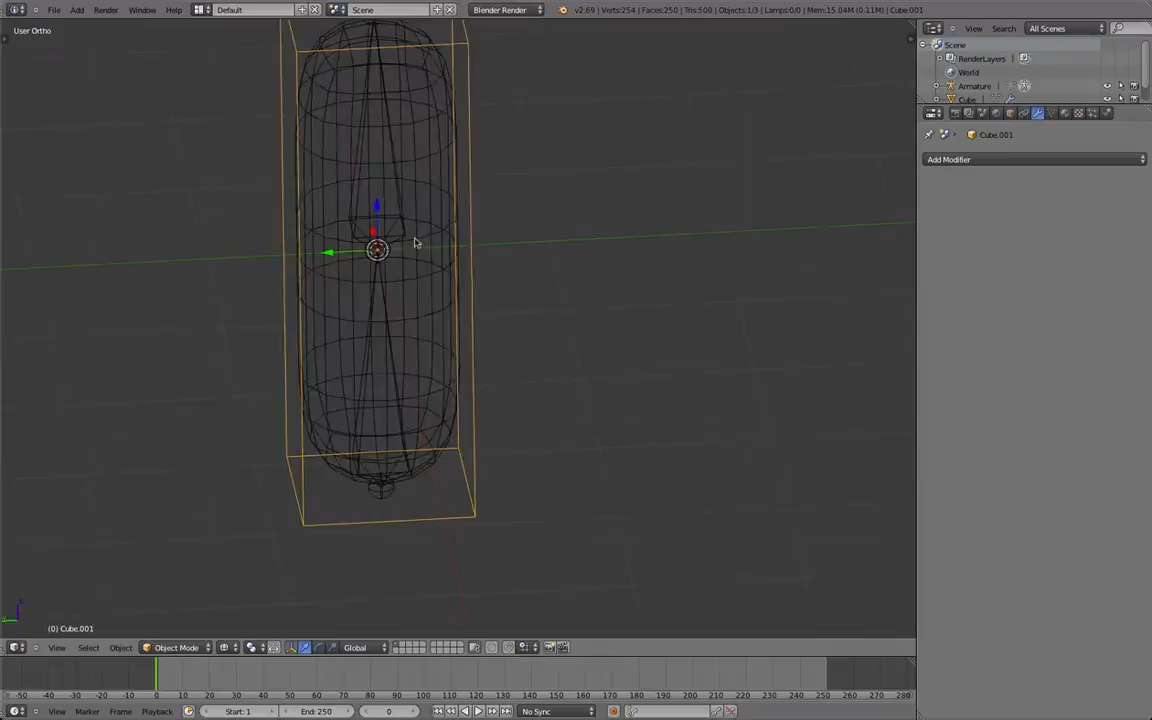 File Add Render Window Help Default Scene Blender Render v2.69 | Verts:254 | Faces:250 | Tris:500 | Objects:1/3 | Lamps:0/0 | Mem:15.04M (0.11M) | Cube.001
User Ortho
View Search All Scenes
Scene
RenderLayers
World
Armature
Cube
Cube.001
Add Modifier
(0) Cube.001
View Select Object Object Mode Global
-50 -40 -30 -20 -10 0 10 20 30 40 50 60 70 80 90 100 110 120 130 140 150 160 170 180 190 200 210 220 230 240 250 260 270 280
View Marker Frame Playback Start: 1 End: 250 0 No Sync